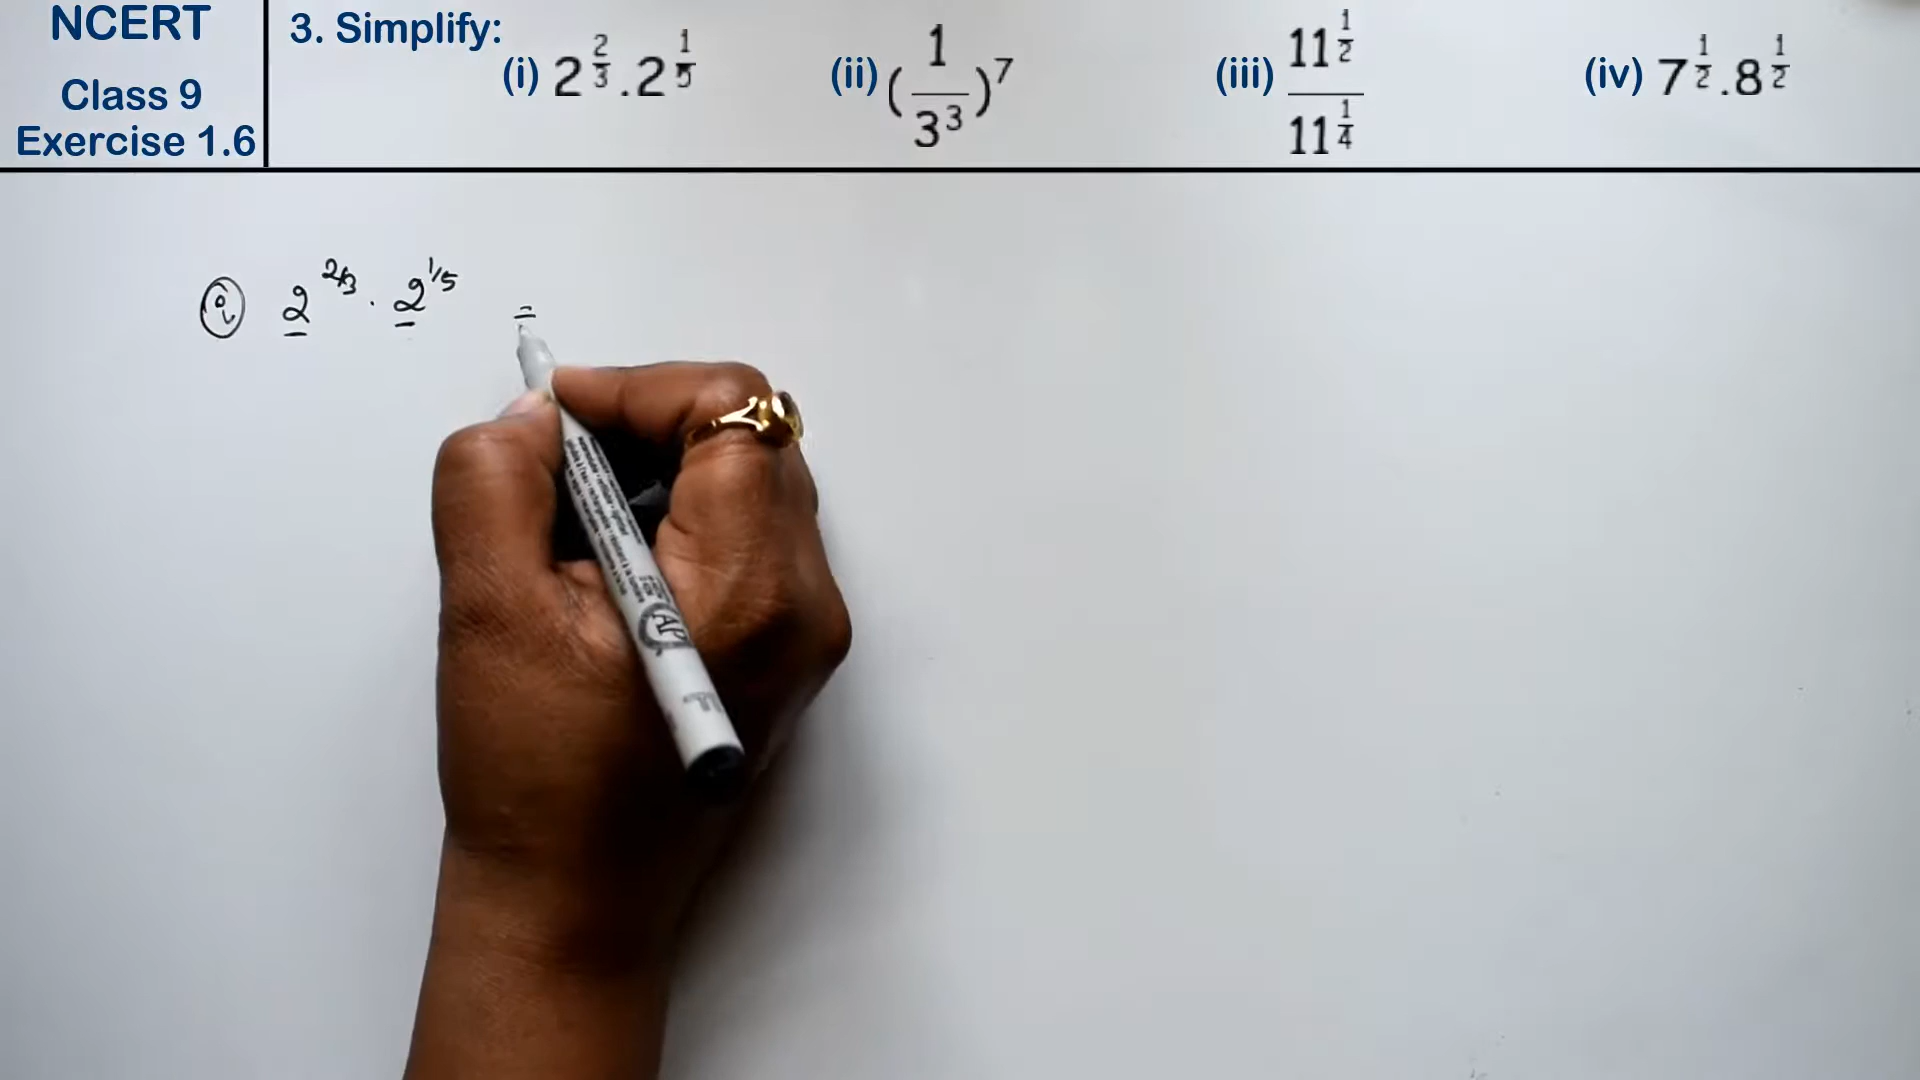 NCERT
Class 9
Exercise 1.6
3. Simplify:
(i) 2^{2/3} . 2^{1/5}
(ii) (1/3^3)^7
(iii) 11^{1/2} / 11^{1/4}
(iv) 7^{1/2} . 8^{1/2}
(i) 2^{2/3} . 2^{1/5} =
AP
F